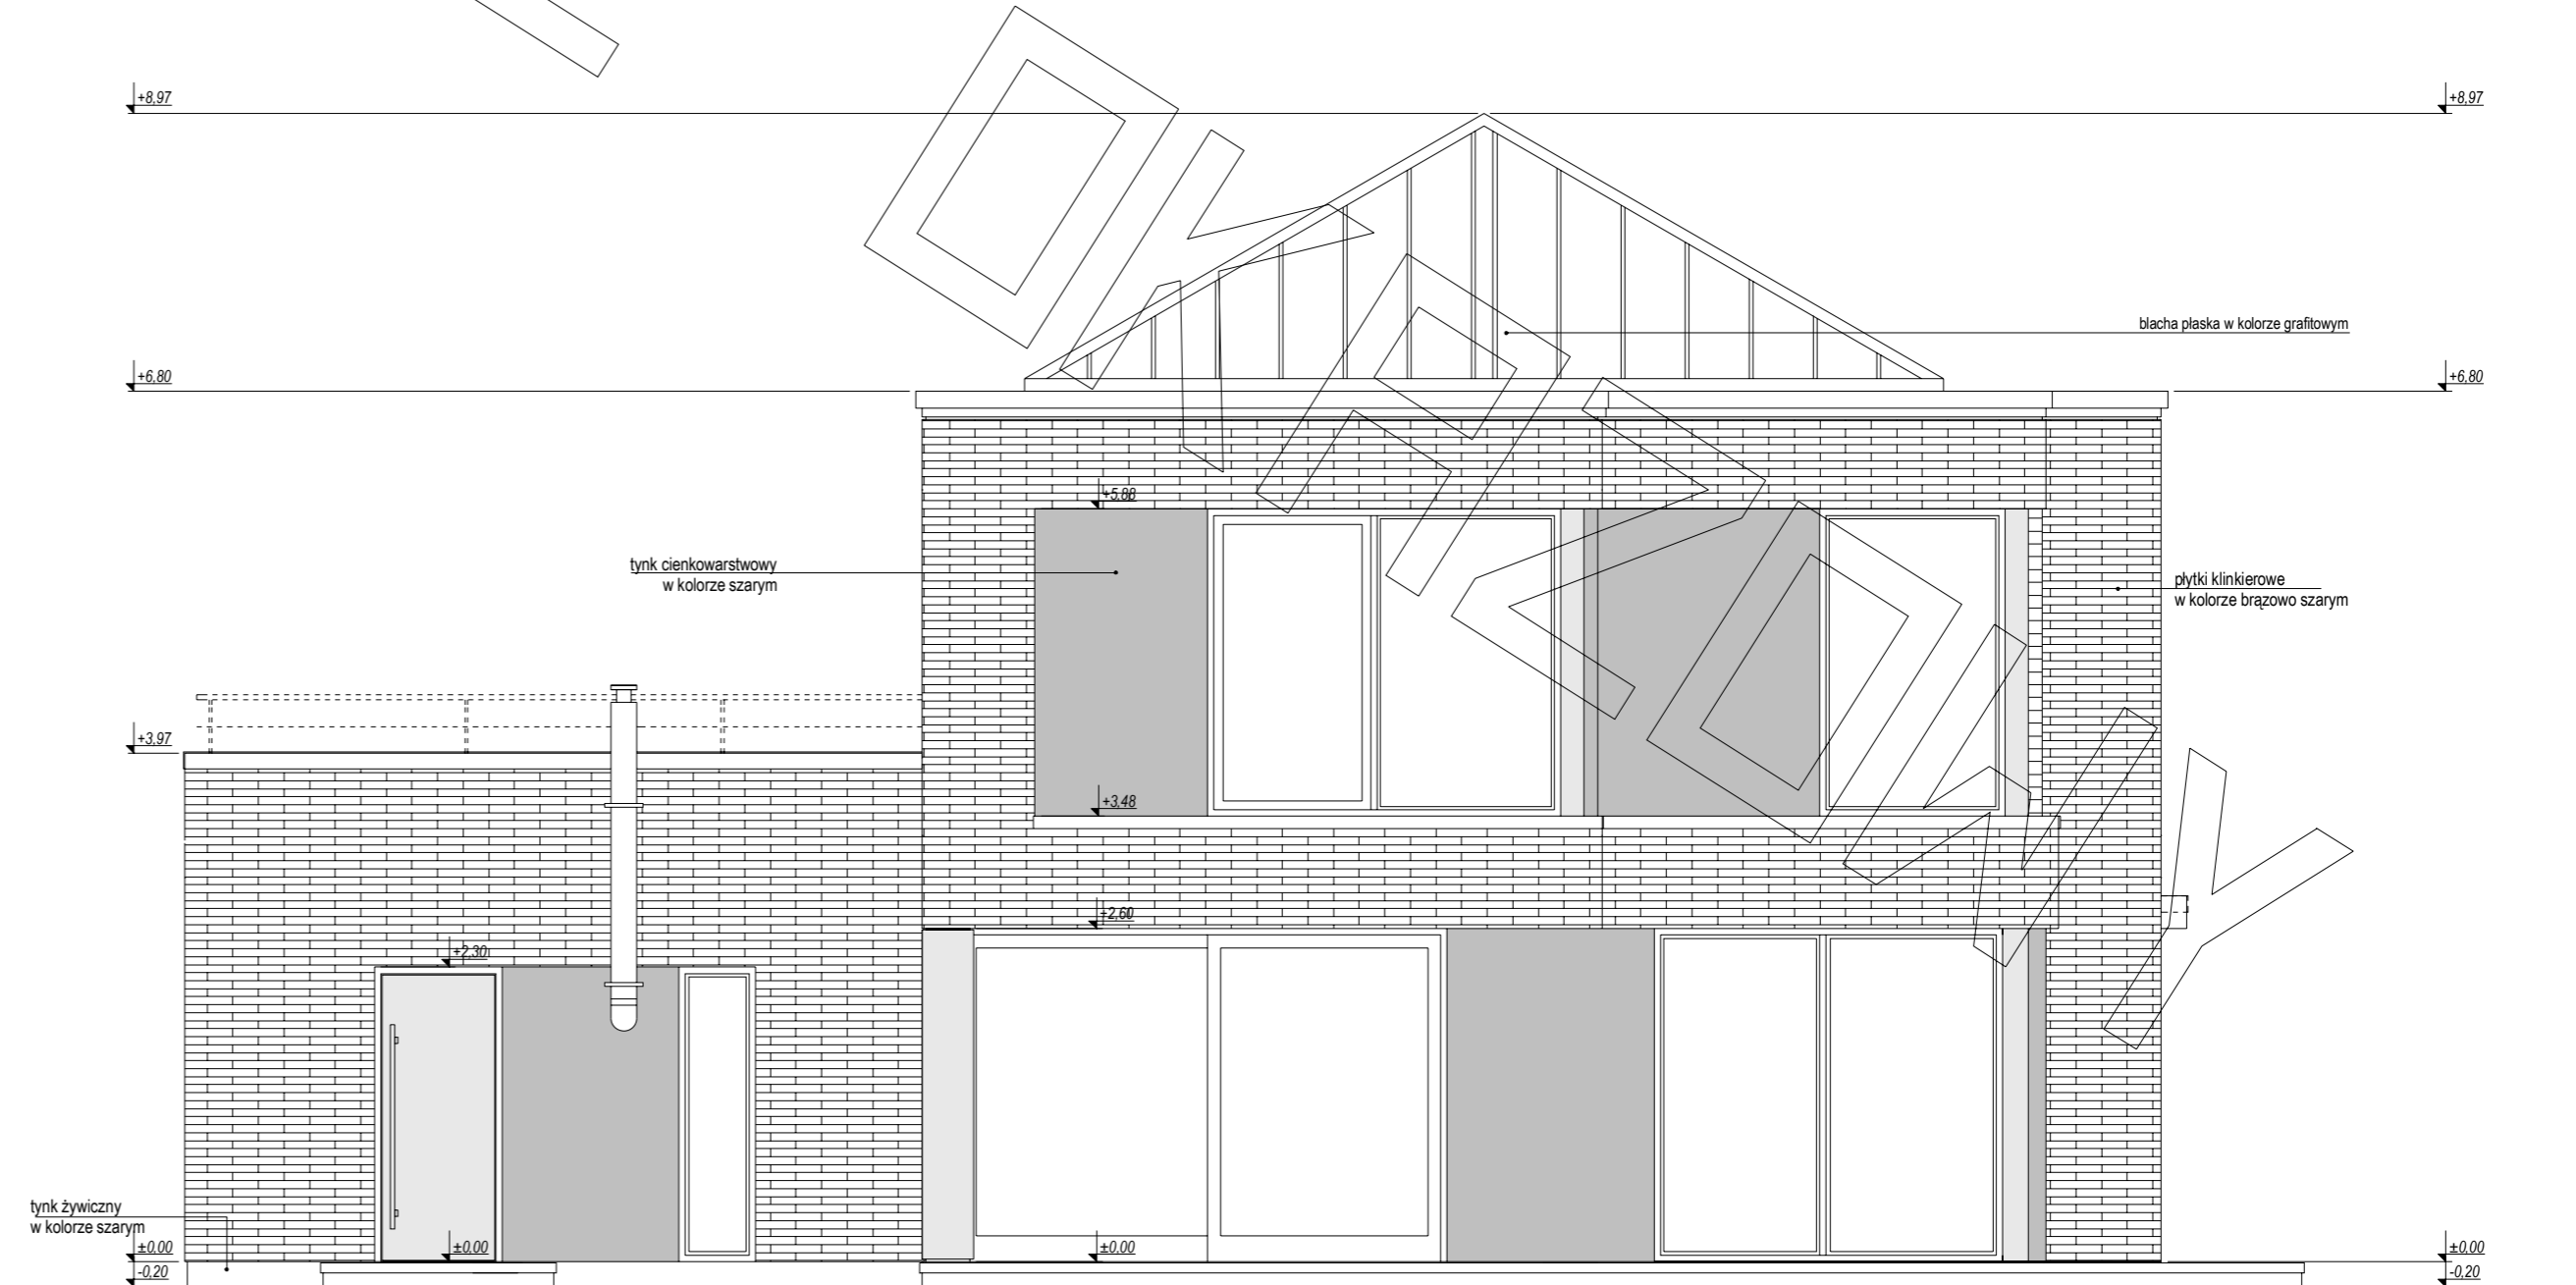 +8,97
+8,97
blacha płaska w kolorze grafitowym
+6,80
+6,80
+5,88
tynk cienkowarstwowy
w kolorze szarym
płytki klinkierowe
w kolorze brązowo szarym
+3,97
+3,48
+2,60
+2,30
tynk żywiczny
w kolorze szarym
±0,00
±0,00
±0,00
±0,00
-0,20
-0,20